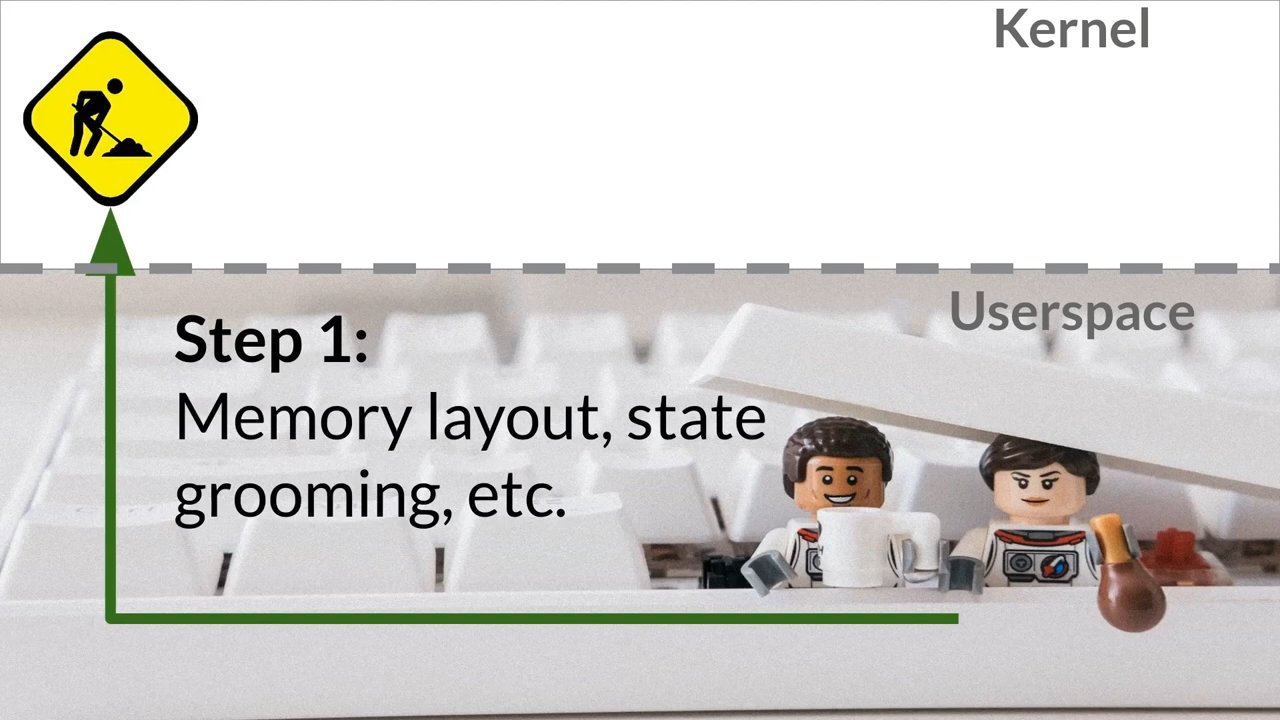 Kernel
Userspace
Step 1:
Memory layout, state
grooming, etc.